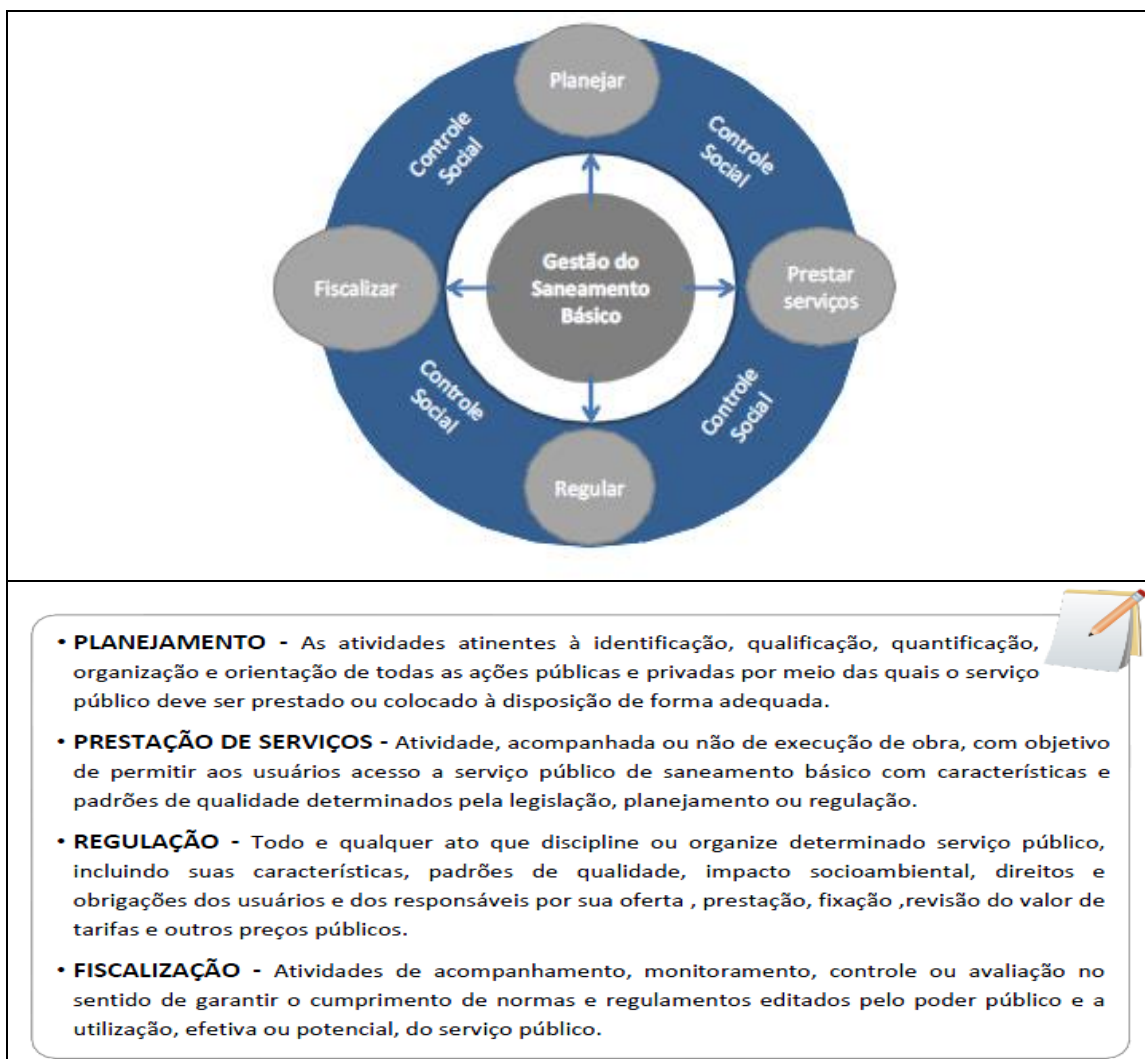 Planejar
Controle
Social
Controle
Social
Fiscalizar
Gestão do
Saneamento
Básico
Prestar
serviços
Controle
Social
Controle
Social
Regular
• PLANEJAMENTO - As atividades atinentes à identificação, qualificação, quantificação,
organização e orientação de todas as ações públicas e privadas por meio das quais o serviço
público deve ser prestado ou colocado à disposição de forma adequada.
• PRESTAÇÃO DE SERVIÇOS - Atividade, acompanhada ou não de execução de obra, com objetivo
de permitir aos usuários acesso a serviço público de saneamento básico com características e
padrões de qualidade determinados pela legislação, planejamento ou regulação.
• REGULAÇÃO - Todo e qualquer ato que discipline ou organize determinado serviço público,
incluindo suas características, padrões de qualidade, impacto socioambiental, direitos e
obrigações dos usuários e dos responsáveis por sua oferta , prestação, fixação ,revisão do valor de
tarifas e outros preços públicos.
• FISCALIZAÇÃO - Atividades de acompanhamento, monitoramento, controle ou avaliação no
sentido de garantir o cumprimento de normas e regulamentos editados pelo poder público e a
utilização, efetiva ou potencial, do serviço público.